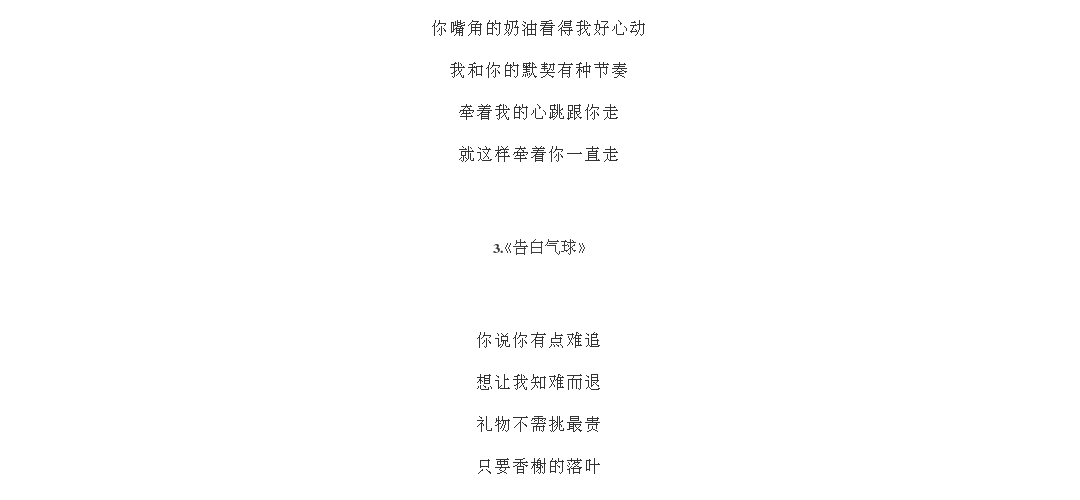 你嘴角的奶油看得我好心动
我和你的默契有种节奏
牵着我的心跳跟你走
就这样牵着你一直走
3.《告白气球》
你说你有点难追
想让我知难而退
礼物不需挑最贵
只要香榭的落叶